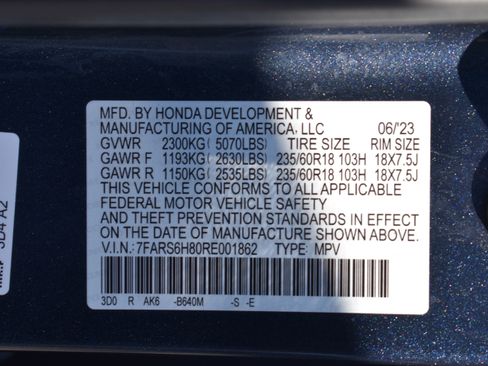 MFD. BY HONDA DEVELOPMENT &
MANUFACTURING OF AMERICA, LLC 06/'23
GVWR 2300KG( 5070LBS) TIRE SIZE RIM SIZE
GAWR F 1193KG( 2630LBS) 235/60R18 103H 18X7.5J
GAWR R 1150KG( 2535LBS) 235/60R18 103H 18X7.5J
THIS VEHICLE CONFORMS TO ALL APPLICABLE
FEDERAL MOTOR VEHICLE SAFETY
AND THEFT PREVENTION STANDARDS IN EFFECT
ON THE DATE OF MANUFACTURE SHOWN ABOVE.
V.I.N.: 7FARS6H80RE001862 TYPE: MPV
3D0 R AK6 -B640M -S -E
3D4 A2